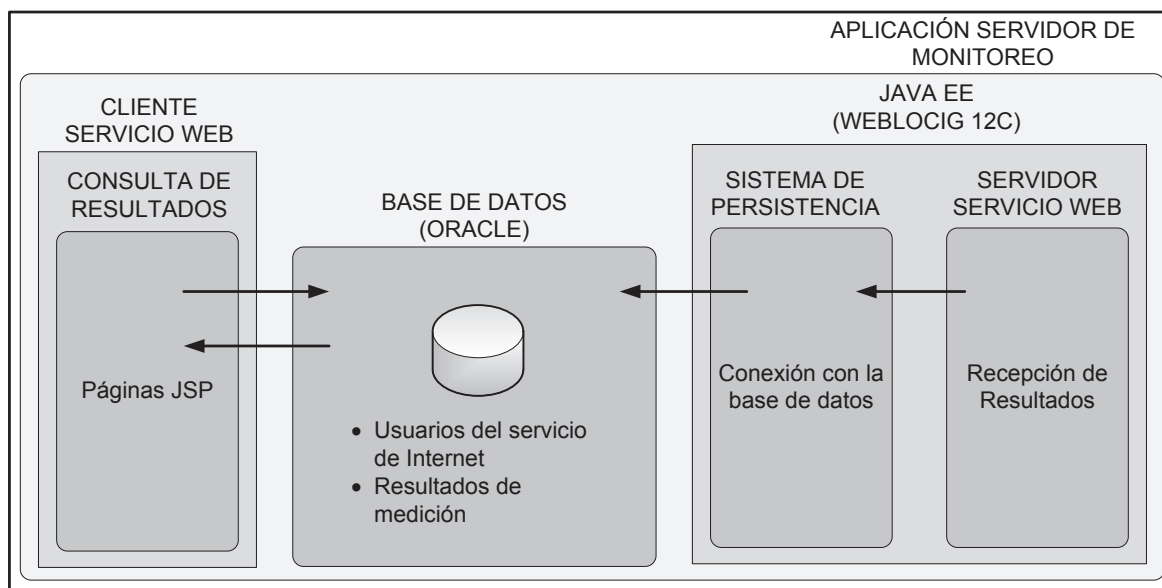 APLICACIÓN SERVIDOR DE
MONITOREO
CLIENTE
SERVICIO WEB
CONSULTA DE
RESULTADOS
Páginas JSP
BASE DE DATOS
(ORACLE)
• Usuarios del servicio
de Internet
• Resultados de
medición
JAVA EE
(WEBLOCIG 12C)
SISTEMA DE
PERSISTENCIA
Conexión con la
base de datos
SERVIDOR
SERVICIO WEB
Recepción de
Resultados